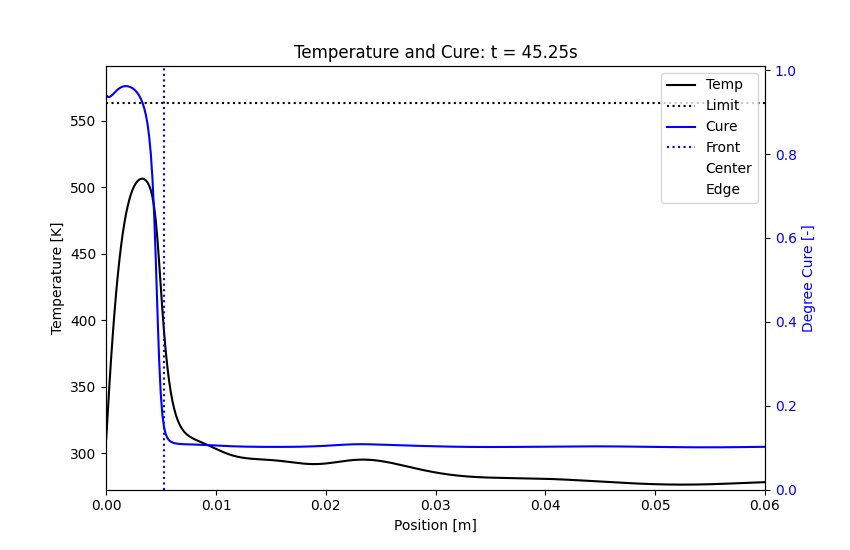 Temperature and Cure: t = 45.25s
Temp
Limit
Cure
Front
Center
Edge
Temperature [K]
550
500
450
400
350
300
1.0
0.8
0.6
0.4
0.2
0.0
Degree Cure [-]
0.00 0.01 0.02 0.03 0.04 0.05 0.06
Position [m]